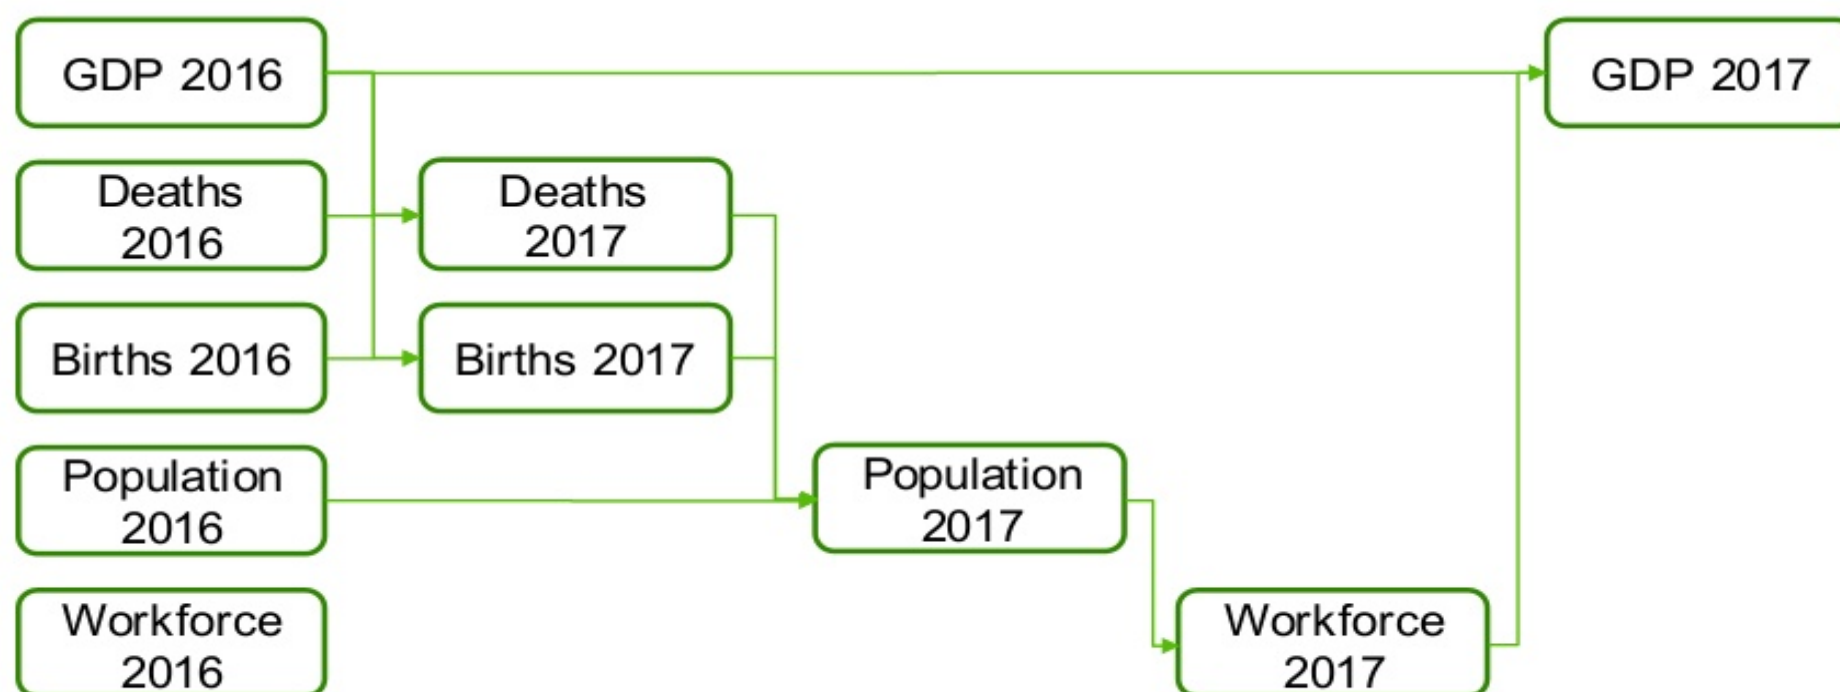 GDP 2016
GDP 2017
Deaths
2016
Deaths
2017
Births 2016
Births 2017
Population
2016
Population
2017
Workforce
2016
Workforce
2017